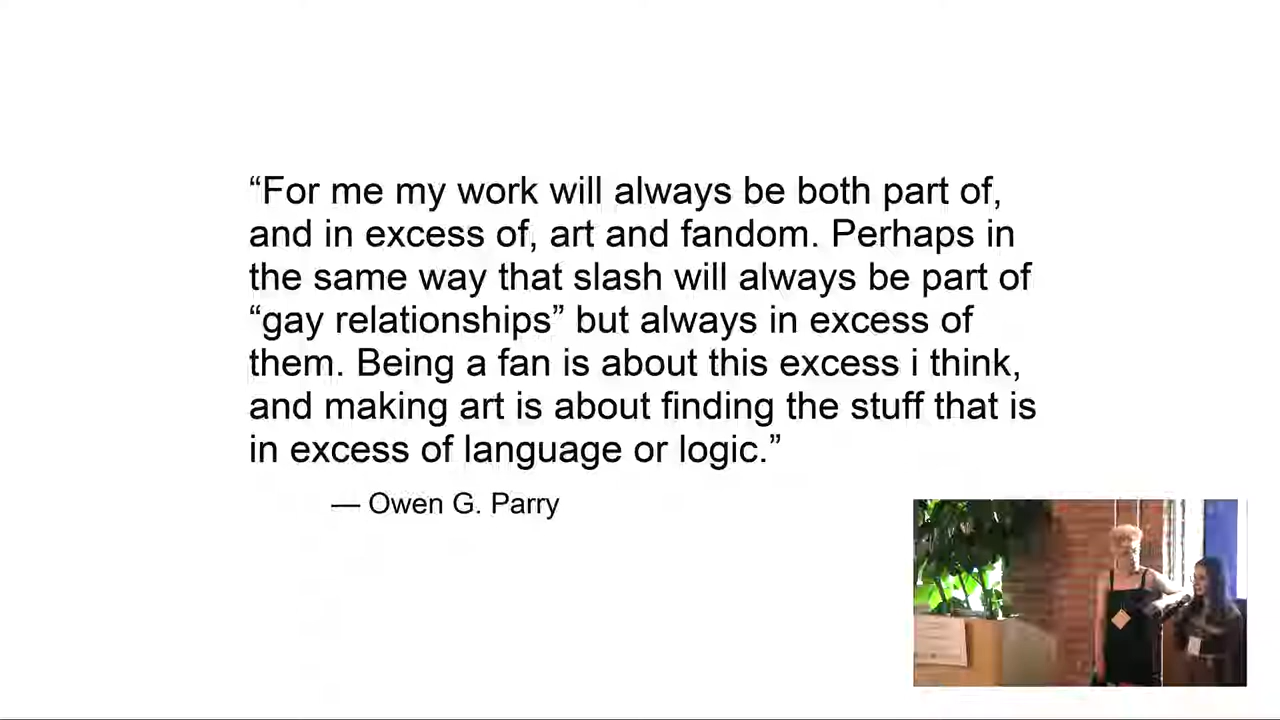 “For me my work will always be both part of,
and in excess of, art and fandom. Perhaps in
the same way that slash will always be part of
“gay relationships” but always in excess of
them. Being a fan is about this excess i think,
and making art is about finding the stuff that is
in excess of language or logic.”
— Owen G. Parry